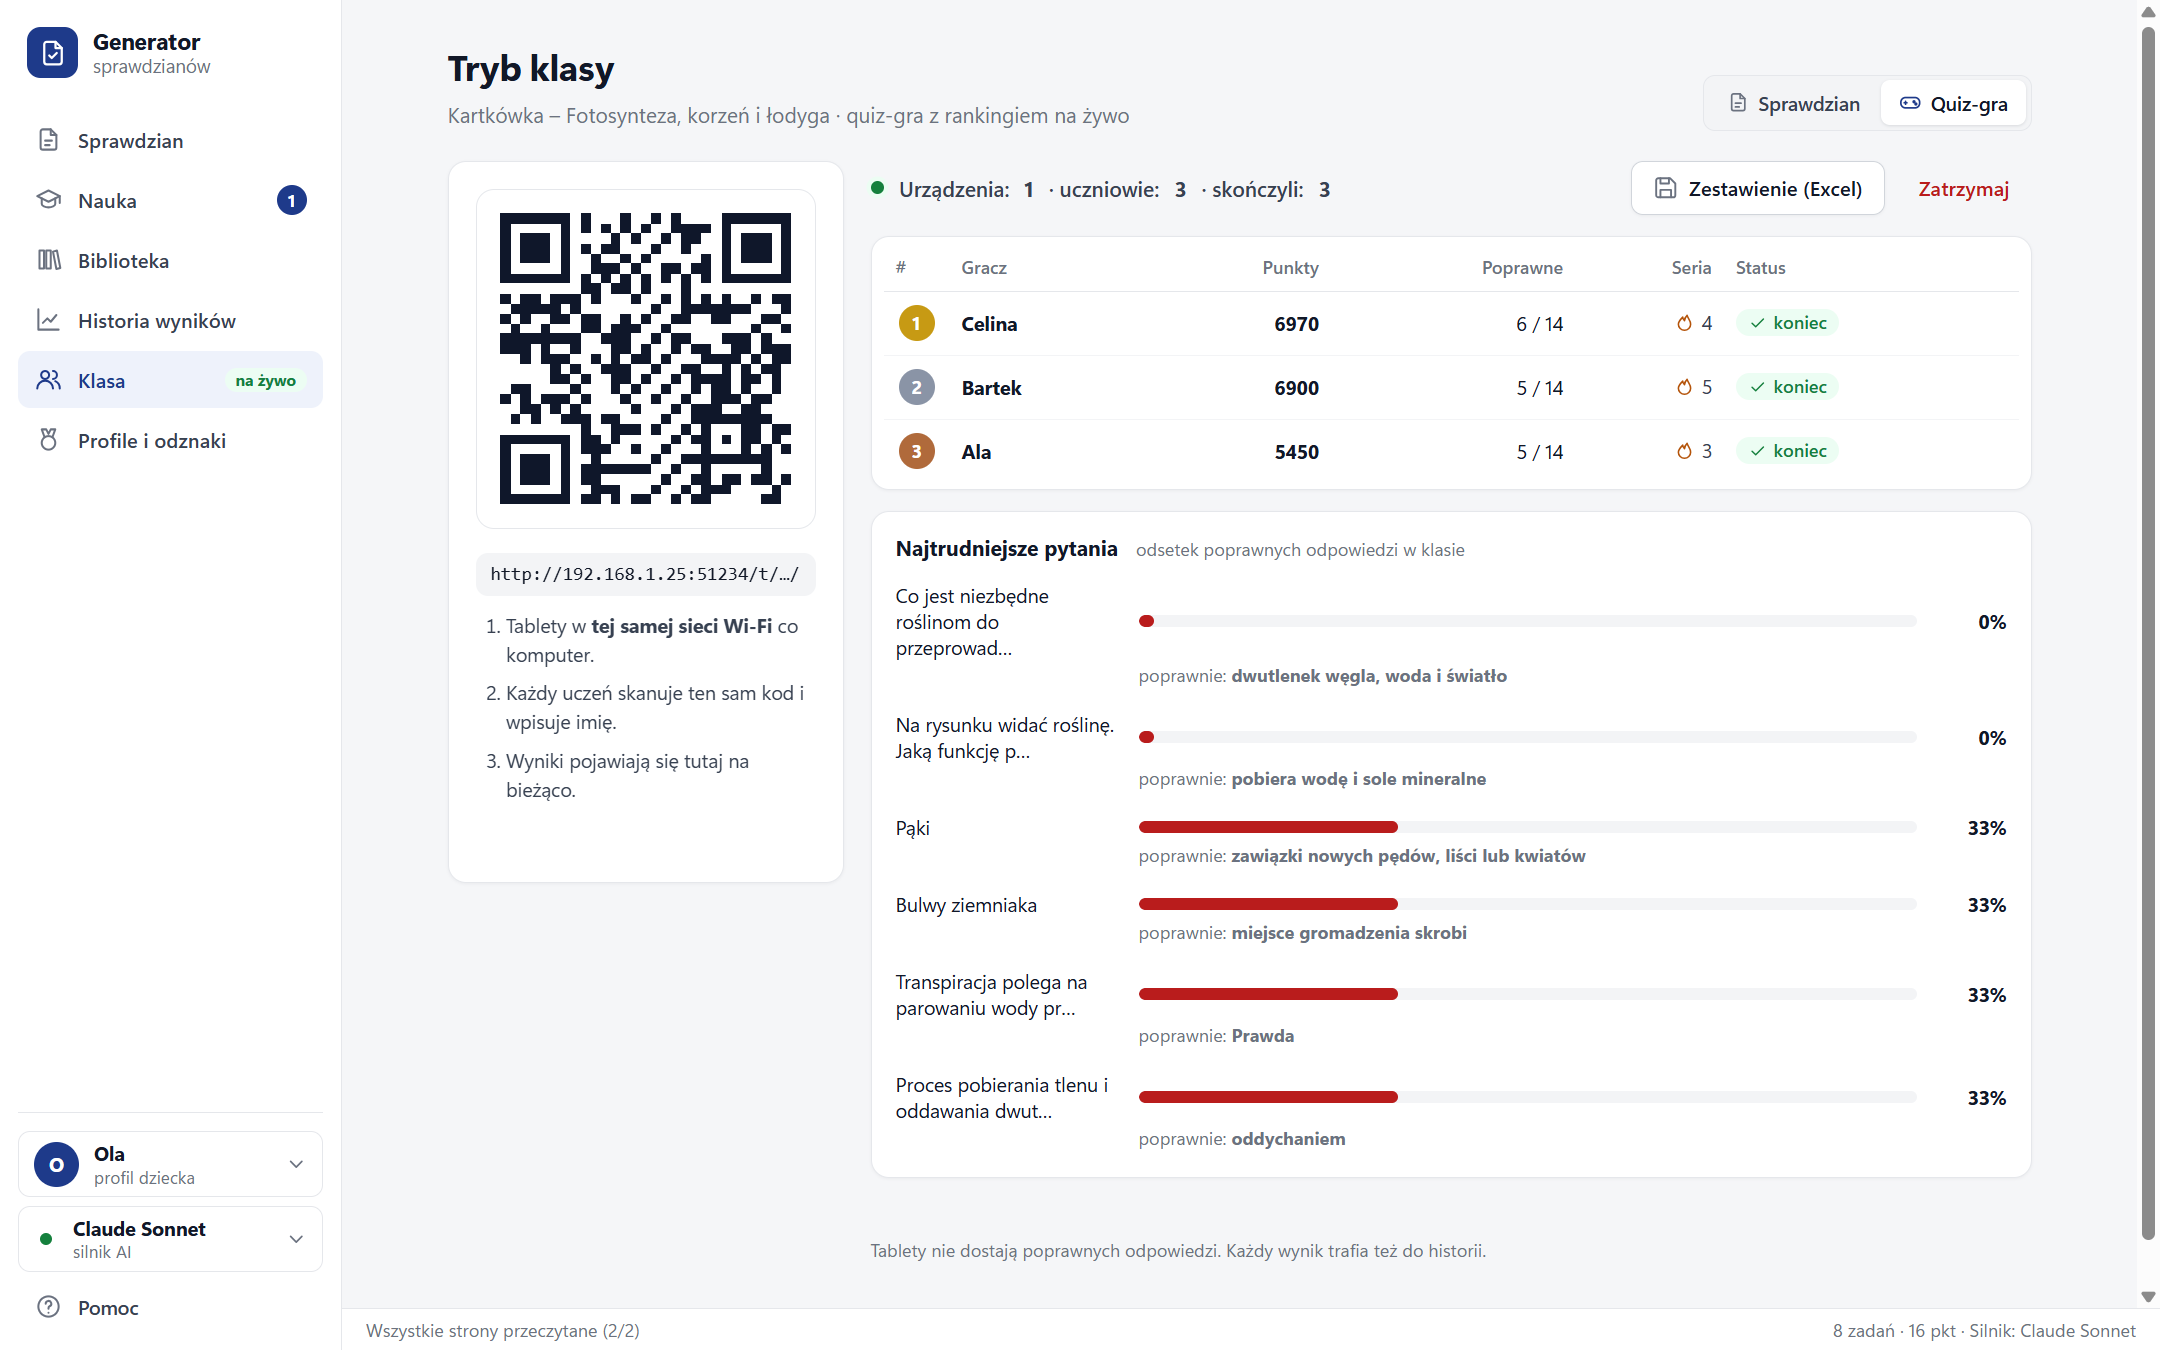 Generator
sprawdzianów
Sprawdzian
Nauka 1
Biblioteka
Historia wyników
Klasa na żywo
Profile i odznaki
Ola
profil dziecka
Claude Sonnet
silnik AI
Pomoc
Tryb klasy
Kartkówka – Fotosynteza, korzeń i łodyga · quiz-gra z rankingiem na żywo
Sprawdzian Quiz-gra
http://192.168.1.25:51234/t/…/
1. Tablety w tej samej sieci Wi-Fi co
komputer.
2. Każdy uczeń skanuje ten sam kod i
wpisuje imię.
3. Wyniki pojawiają się tutaj na
bieżąco.
Urządzenia: 1 · uczniowie: 3 · skończyli: 3
Zestawienie (Excel) Zatrzymaj
# Gracz Punkty Poprawne Seria Status
1 Celina 6970 6 / 14 4 koniec
2 Bartek 6900 5 / 14 5 koniec
3 Ala 5450 5 / 14 3 koniec
Najtrudniejsze pytania odsetek poprawnych odpowiedzi w klasie
Co jest niezbędne
roślinom do
przeprowad…
0%
poprawnie: dwutlenek węgla, woda i światło
Na rysunku widać roślinę.
Jaką funkcję p…
0%
poprawnie: pobiera wodę i sole mineralne
Pąki 33%
poprawnie: zawiązki nowych pędów, liści lub kwiatów
Bulwy ziemniaka 33%
poprawnie: miejsce gromadzenia skrobi
Transpiracja polega na
parowaniu wody pr…
33%
poprawnie: Prawda
Proces pobierania tlenu i
oddawania dwut…
33%
poprawnie: oddychaniem
Tablety nie dostają poprawnych odpowiedzi. Każdy wynik trafia też do historii.
Wszystkie strony przeczytane (2/2)
8 zadań · 16 pkt · Silnik: Claude Sonnet